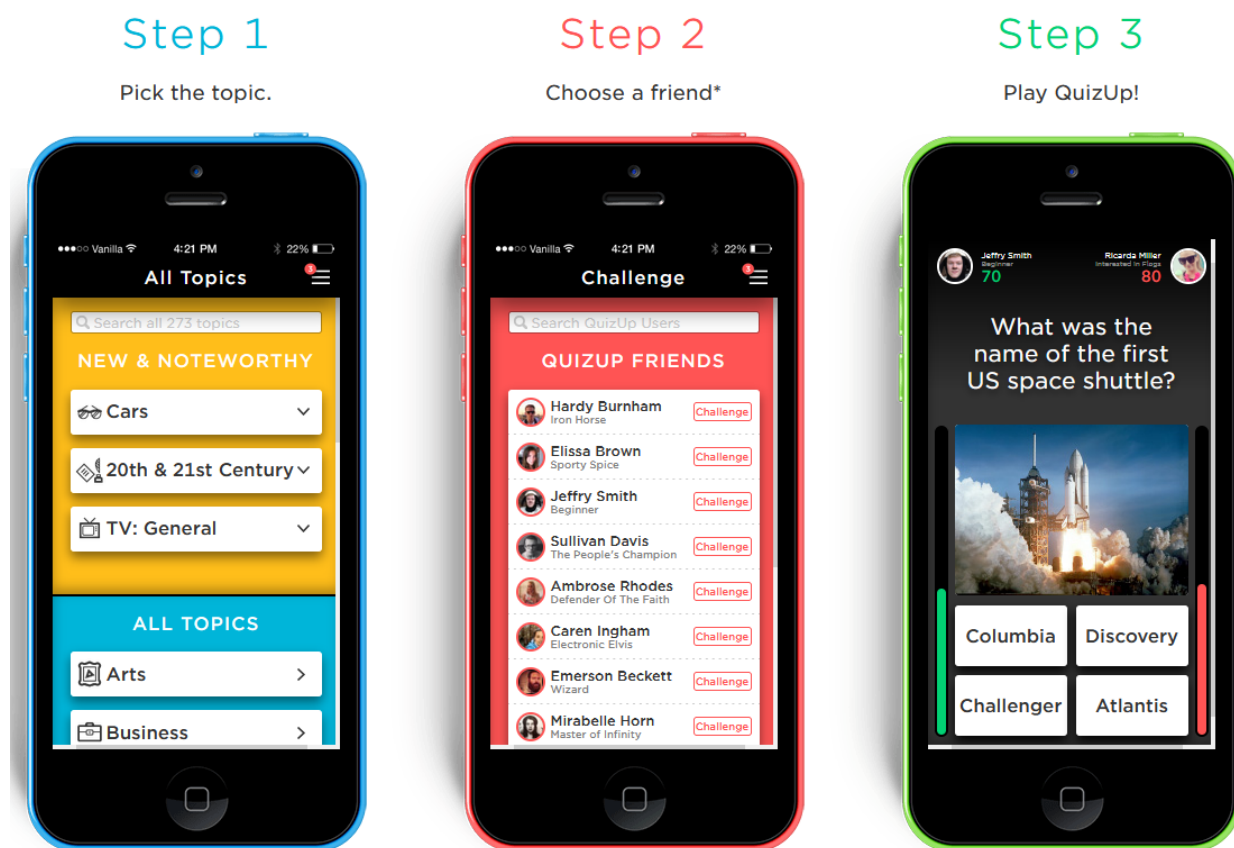 Step 1
Pick the topic.
Vanilla
4:21 PM
22%
All Topics
3
Search all 273 topics
NEW & NOTEWORTHY
Cars
20th & 21st Century
TV: General
ALL TOPICS
Arts
Business
Step 2
Choose a friend*
Vanilla
4:21 PM
22%
Challenge
3
Search QuizUp Users
QUIZUP FRIENDS
Hardy Burnham
Iron Horse
Challenge
Elissa Brown
Sporty Spice
Challenge
Jeffry Smith
Beginner
Challenge
Sullivan Davis
The People's Champion
Challenge
Ambrose Rhodes
Defender Of The Faith
Challenge
Caren Ingham
Electronic Elvis
Challenge
Emerson Beckett
Wizard
Challenge
Mirabelle Horn
Master of Infinity
Challenge
Step 3
Play QuizUp!
Jeffry Smith
Beginner
70
Ricarda Miller
Interested in Flags
80
What was the
name of the first
US space shuttle?
Columbia
Discovery
Challenger
Atlantis